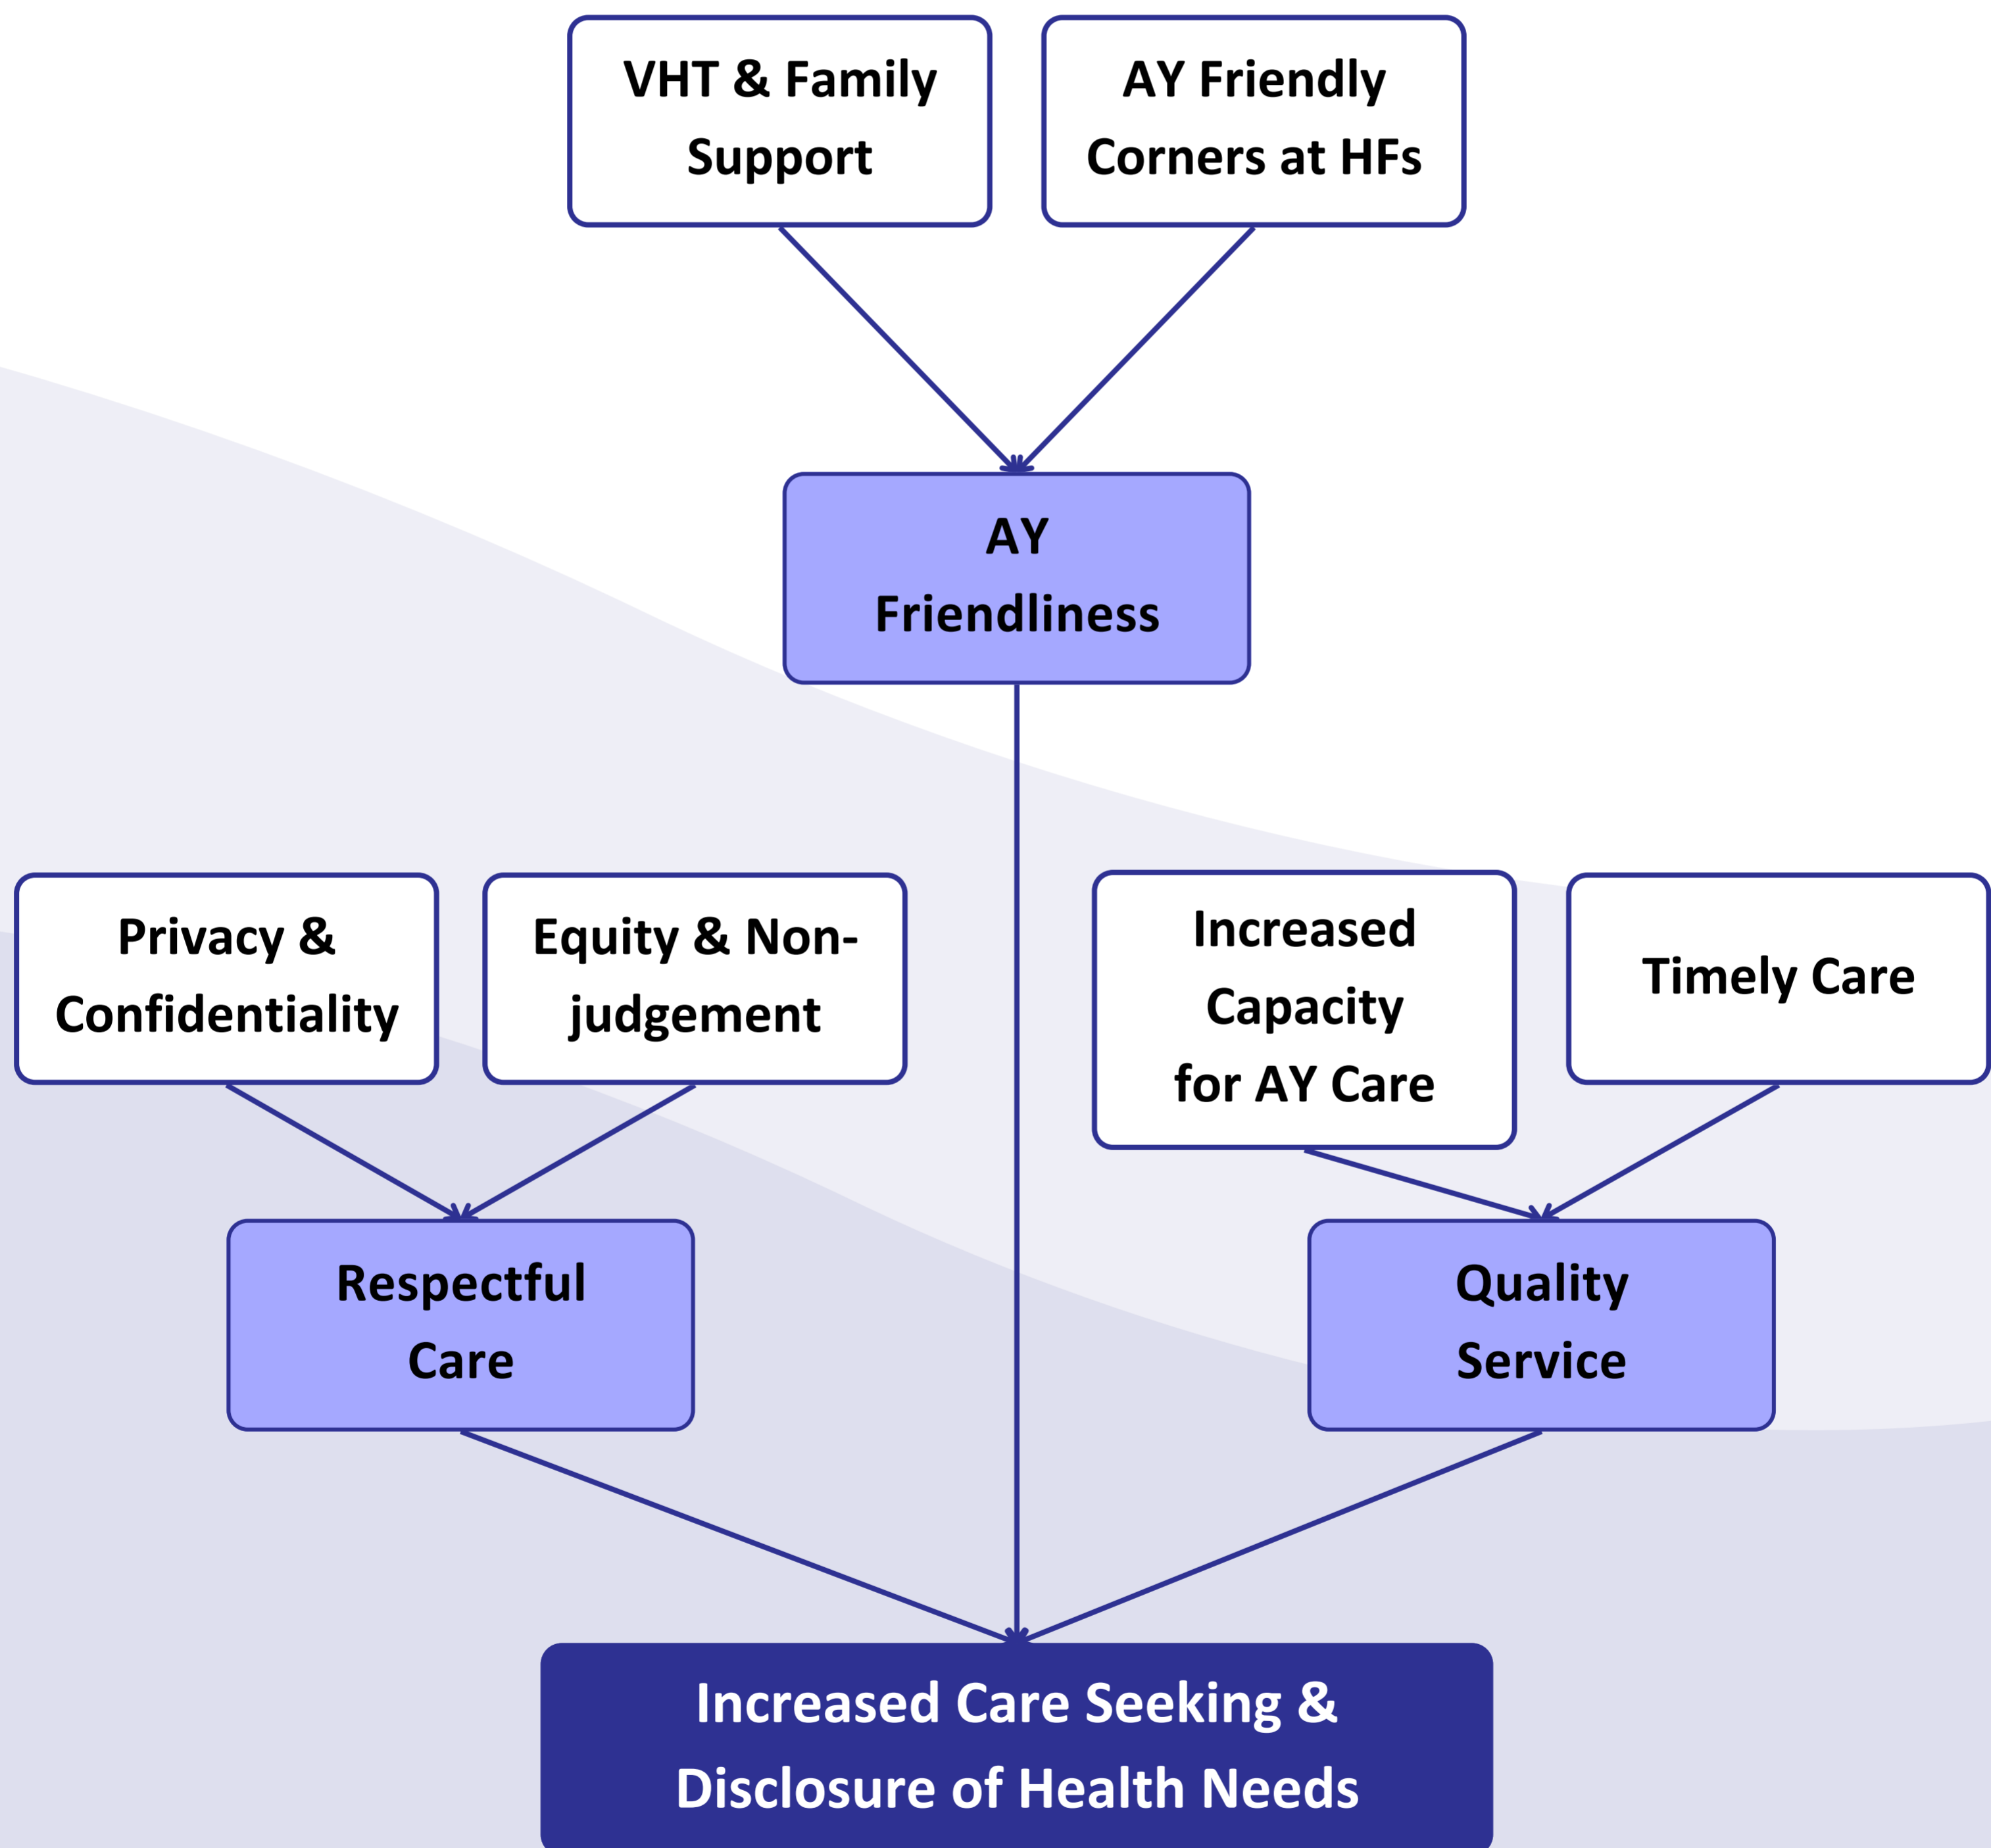 VHT & Family
Support
AY Friendly
Corners at HFs
AY
Friendliness
Privacy &
Confidentiality
Equity & Non-
judgement
Increased
Capacity
for AY Care
Timely Care
Respectful
Care
Quality
Service
Increased Care Seeking &
Disclosure of Health Needs